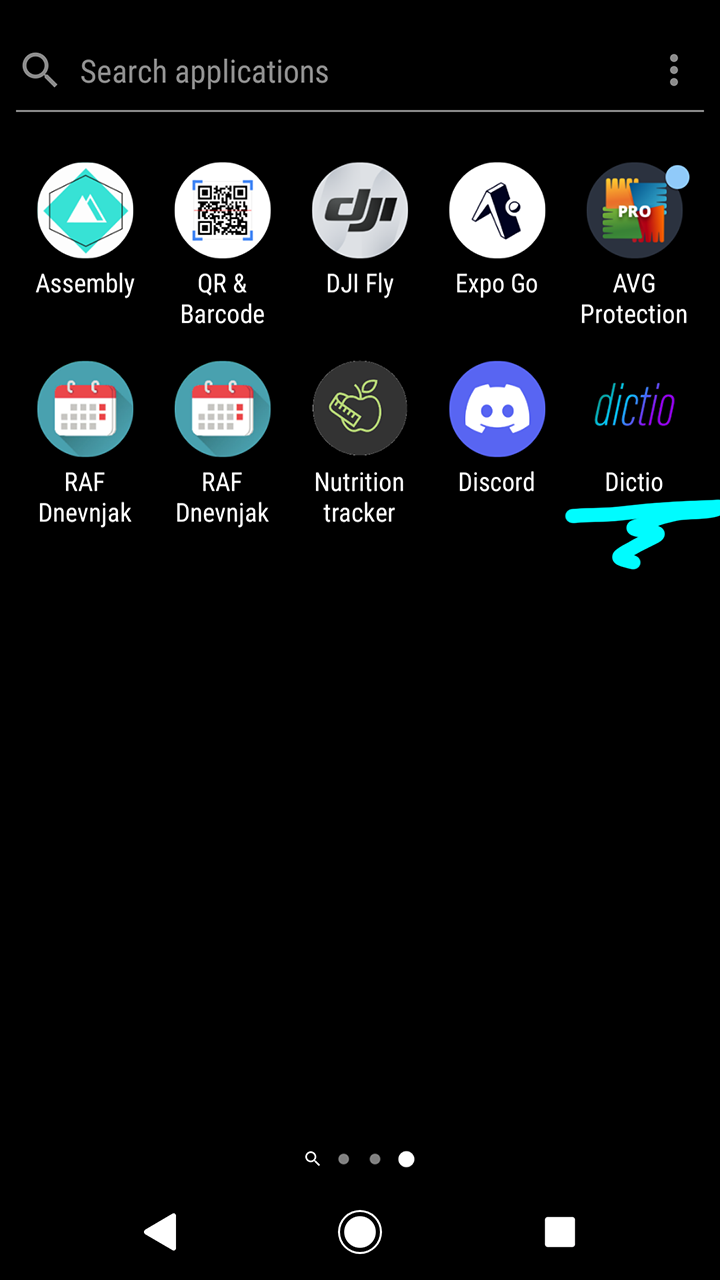 Search applications
Assembly
QR &
Barcode
dji
DJI Fly
Expo Go
PRO
AVG
Protection
RAF
Dnevnjak
RAF
Dnevnjak
Nutrition
tracker
Discord
dictio
Dictio